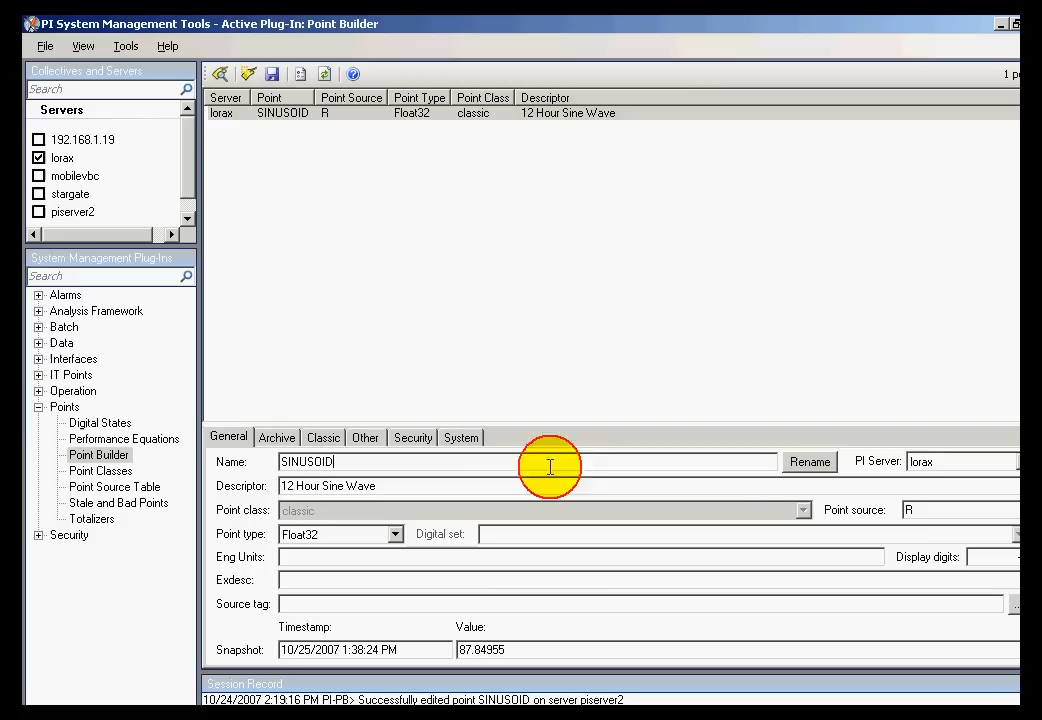 PI System Management Tools - Active Plug-In: Point Builder
File View Tools Help
Collectives and Servers
Search
Servers
192.168.1.19
lorax
mobilevbc
stargate
piserver2
System Management Plug-Ins
Search
Alarms
Analysis Framework
Batch
Data
Interfaces
IT Points
Operation
Points
Digital States
Performance Equations
Point Builder
Point Classes
Point Source Table
Stale and Bad Points
Totalizers
Security
Server Point Point Source Point Type Point Class Descriptor
lorax SINUSOID R Float32 classic 12 Hour Sine Wave
General Archive Classic Other Security System
Name: SINUSOID Rename PI Server: lorax
Descriptor: 12 Hour Sine Wave
Point class: classic Point source: R
Point type: Float32 Digital set:
Eng Units: Display digits:
Exdesc:
Source tag: ...
Timestamp: Value:
Snapshot: 10/25/2007 1:38:24 PM 87.84955
Session Record
10/24/2007 2:19:16 PM PI-PB> Successfully edited point SINUSOID on server piserver2